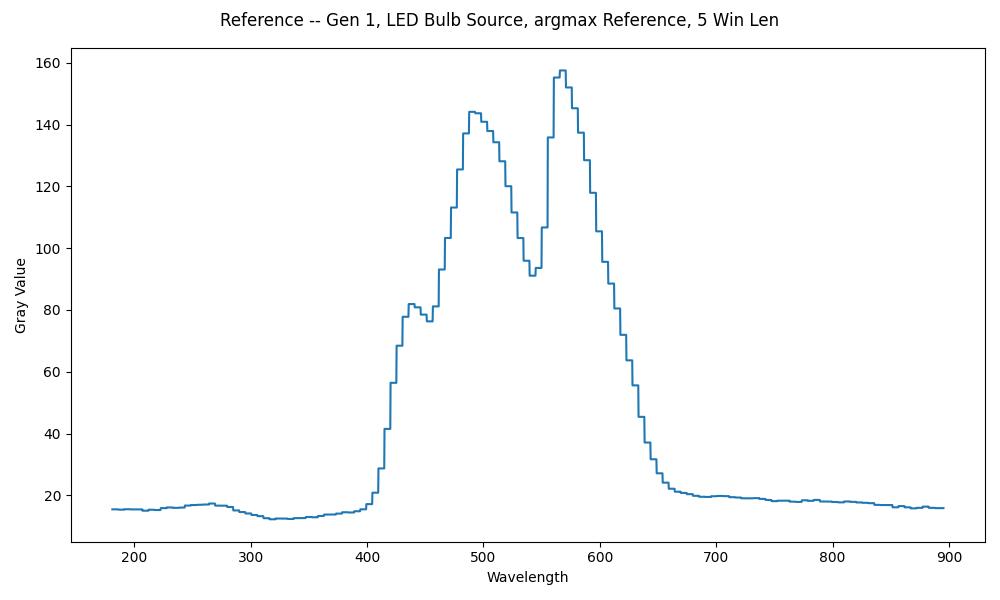 Reference -- Gen 1, LED Bulb Source, argmax Reference, 5 Win Len
160
140
120
100
80
60
40
20
Gray Value
200 300 400 500 600 700 800 900
Wavelength